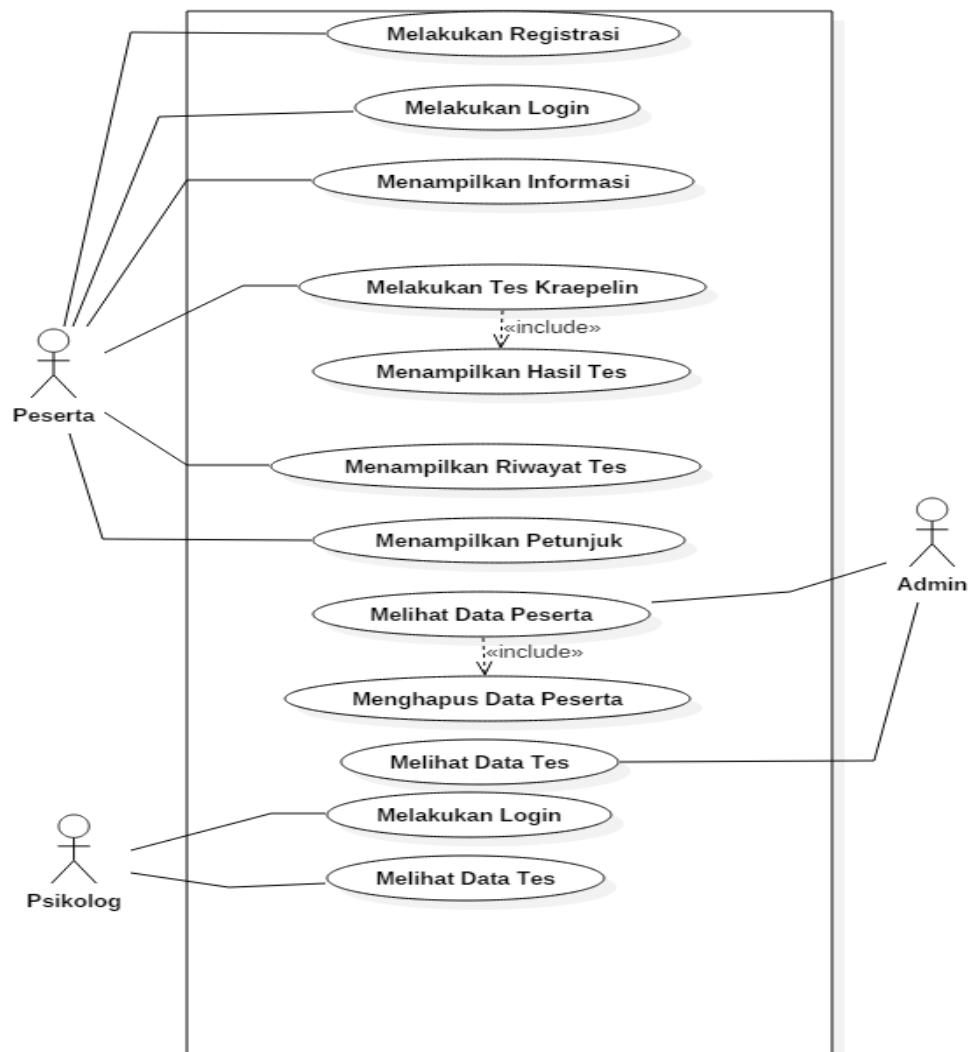 Melakukan Registrasi
Melakukan Login
Menampilkan Informasi
Melakukan Tes Kraepelin
«include»
Menampilkan Hasil Tes
Peserta
Menampilkan Riwayat Tes
Menampilkan Petunjuk
Admin
Melihat Data Peserta
«include»
Menghapus Data Peserta
Melihat Data Tes
Melakukan Login
Melihat Data Tes
Psikolog